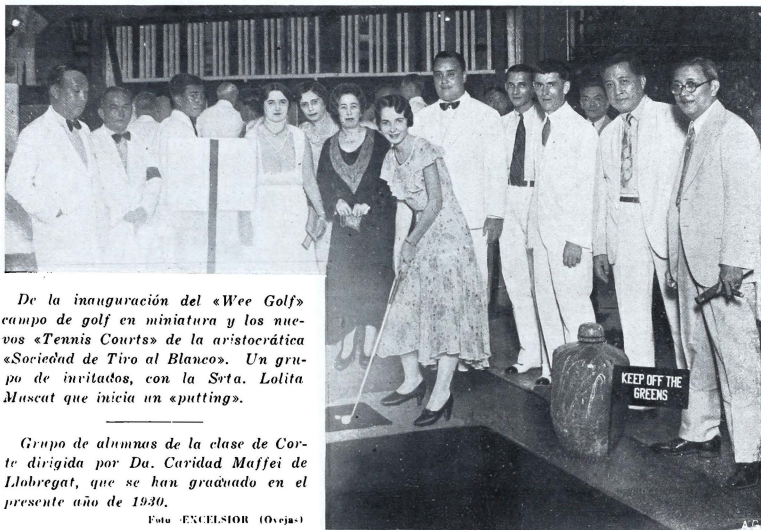 De la inauguración del «Wee Golf»
campo de golf en miniatura y los nue-
vos «Tennis Courts» de la aristocrática
«Sociedad de Tiro al Blanco». Un gru-
po de invitados, con la Srta. Lolita
Muscat que inicia un «putting».
Grupo de alumnas de la clase de Cor-
te dirigida por Da. Caridad Maffei de
Llobregat, que se han graduado en el
presente año de 1930.
Foto EXCELSIOR (Ovejas)
KEEP OFF THE
GREENS
A.C